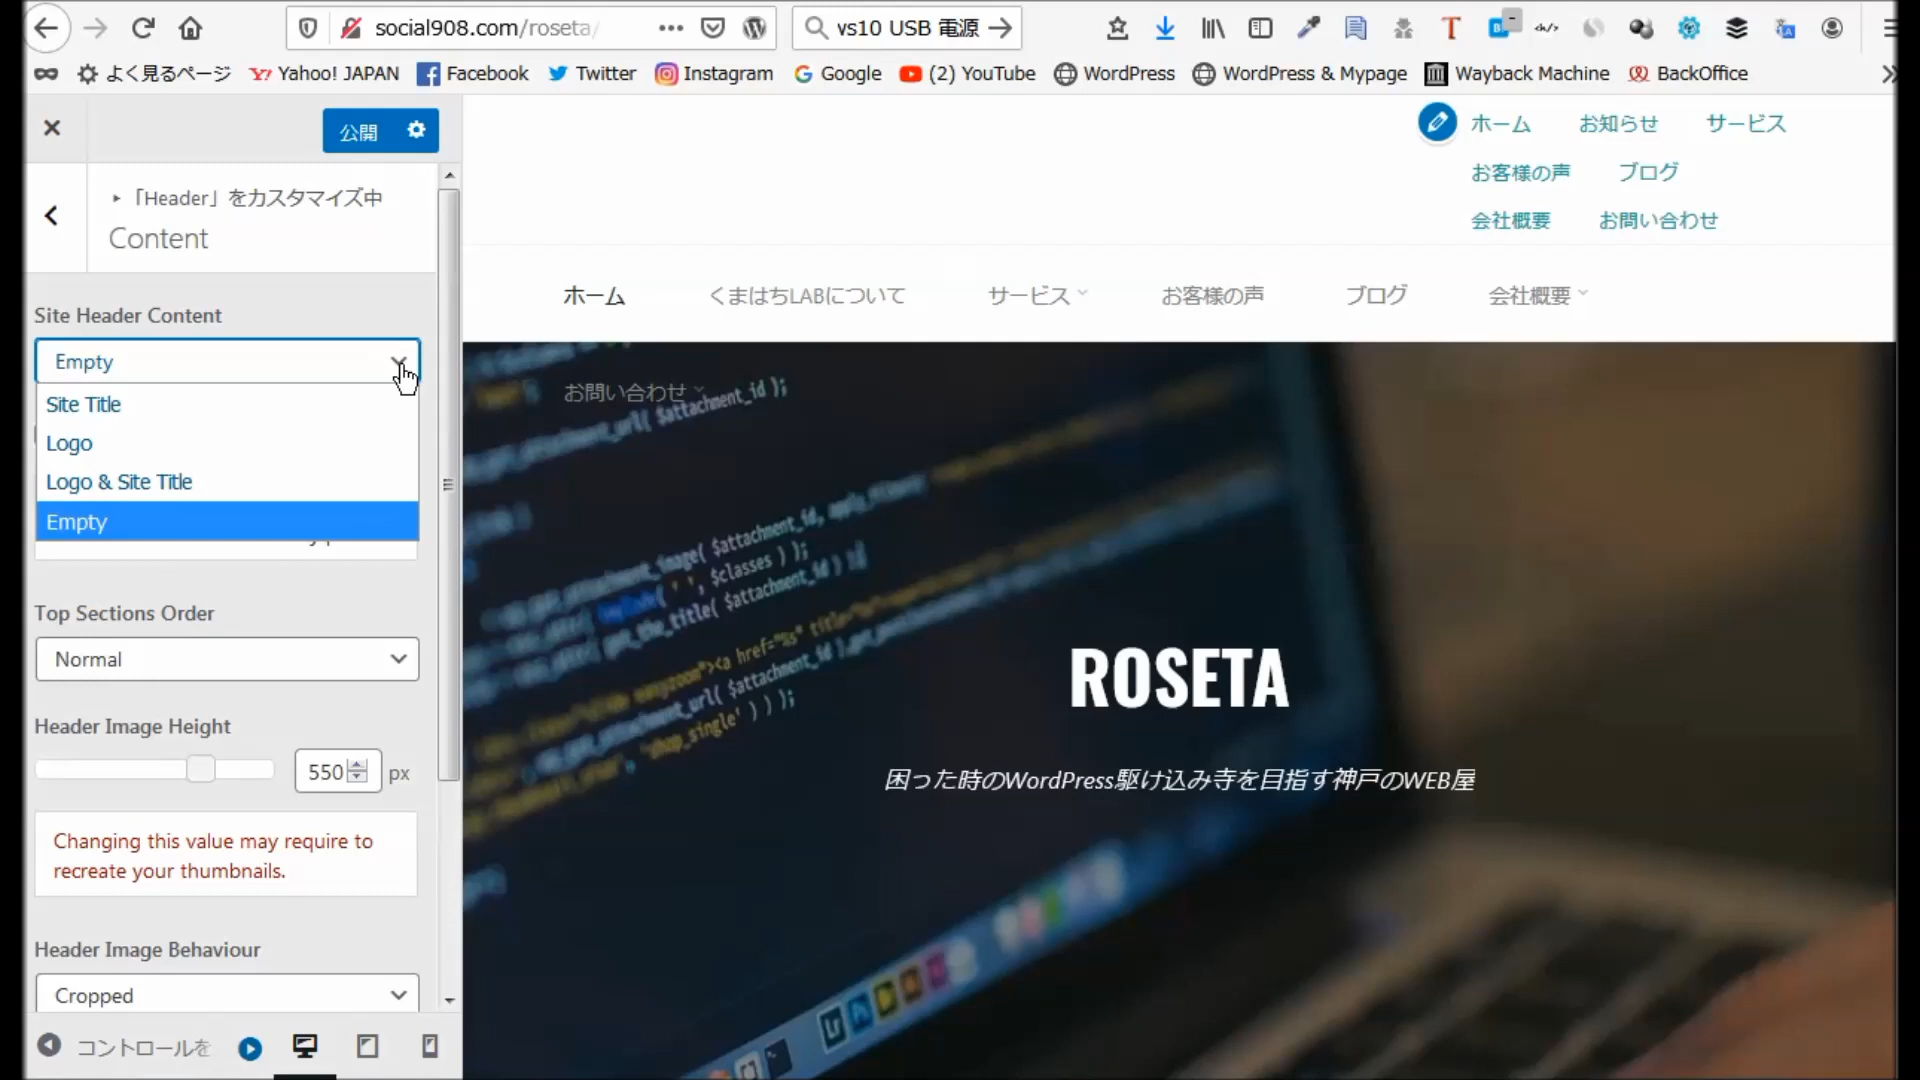 social908.com/roseta/
vs10 USB 電源
よく見るページ
Yahoo! JAPAN
Facebook
Twitter
Instagram
Google
(2) YouTube
WordPress
WordPress & Mypage
Wayback Machine
BackOffice
公開
「Header」をカスタマイズ中
Content
Site Header Content
Empty
Site Title
Logo
Logo & Site Title
Empty
Top Sections Order
Normal
Header Image Height
550 px
Changing this value may require to
recreate your thumbnails.
Header Image Behaviour
Cropped
コントロールを
ホーム お知らせ サービス
お客様の声 ブログ
会社概要 お問い合わせ
ホーム くまはちLABについて サービス お客様の声 ブログ 会社概要
お問い合わせ
$attachment_id );
ROSETA
困った時のWordPress駆け込み寺を目指す神戸のWEB屋